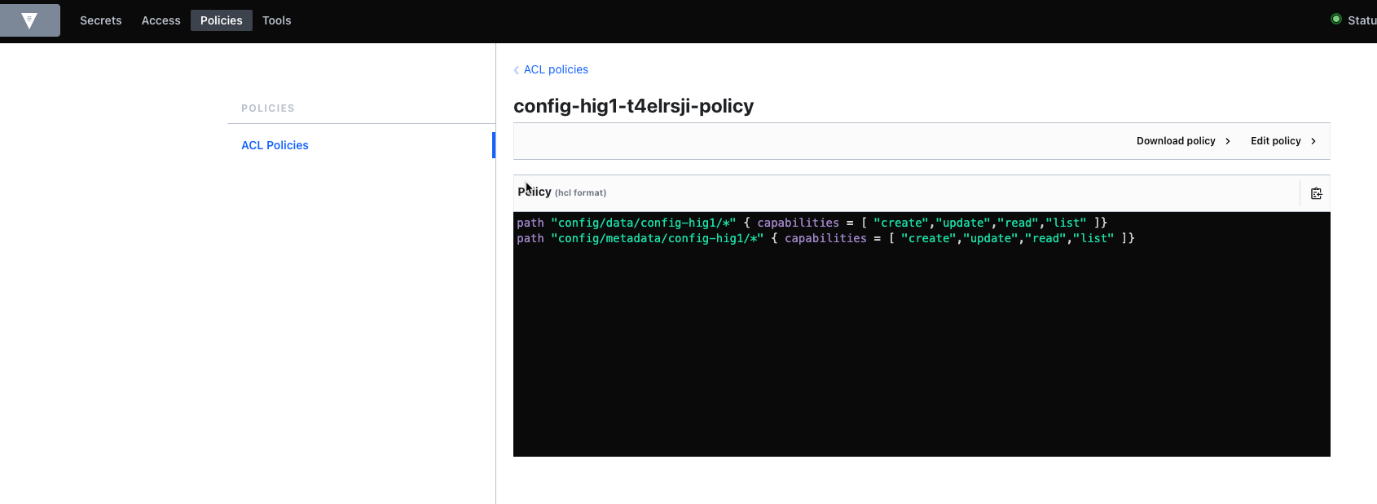 Secrets Access Policies Tools Statu
ACL policies
POLICIES
config-hig1-t4elrsji-policy
Download policy Edit policy
ACL Policies
Policy (hcl format)
path "config/data/config-hig1/*" { capabilities = [ "create","update","read","list" ]}
path "config/metadata/config-hig1/*" { capabilities = [ "create","update","read","list" ]}